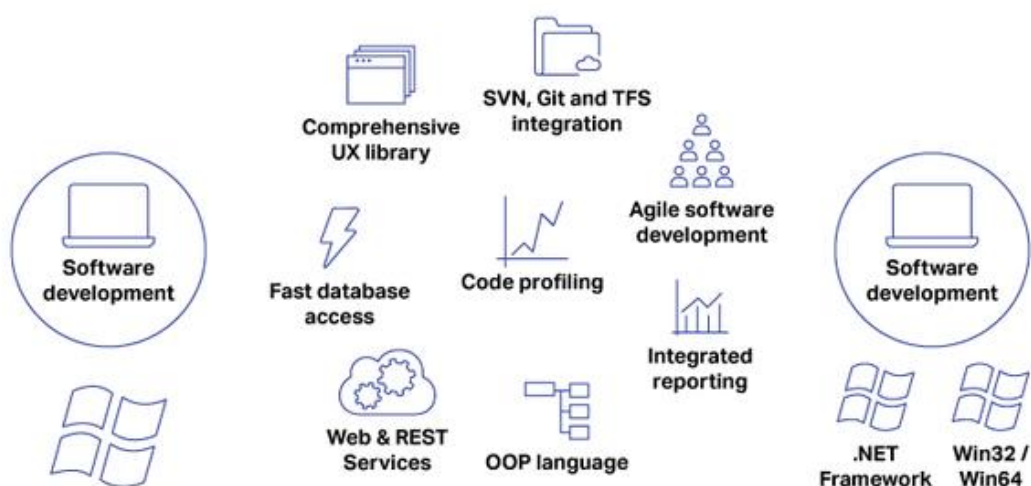 SVN, Git and TFS
integration
Comprehensive
UX library
Agile software
development
Software
development
Fast database
access
Code profiling
Integrated
reporting
Web & REST
Services
OOP language
Software
development
.NET
Framework
Win32 /
Win64